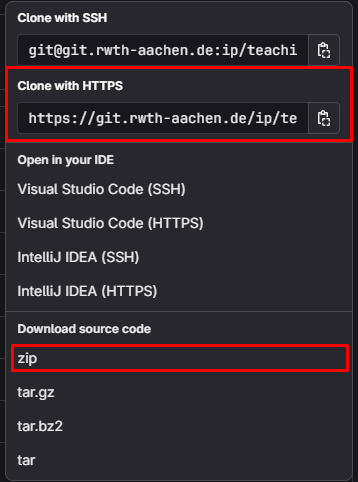 Clone with SSH
git@git.rwth-aachen.de:ip/teachi
Clone with HTTPS
https://git.rwth-aachen.de/ip/te
Open in your IDE
Visual Studio Code (SSH)
Visual Studio Code (HTTPS)
IntelliJ IDEA (SSH)
IntelliJ IDEA (HTTPS)
Download source code
zip
tar.gz
tar.bz2
tar